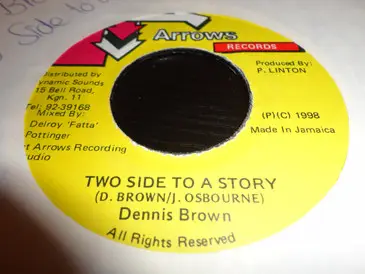 Side to
Arrows
RECORDS
Distributed by
Dynamic Sounds
15 Bell Road,
Kgn. 11
Tel: 92-39168
Mixed By:
Delroy 'Fatta'
Pottinger
Arrows Recording
Produced By:
P. LINTON
(P)(C) 1998
Made In Jamaica
TWO SIDE TO A STORY
(D. BROWN/J. OSBOURNE)
Dennis Brown
All Rights Reserved